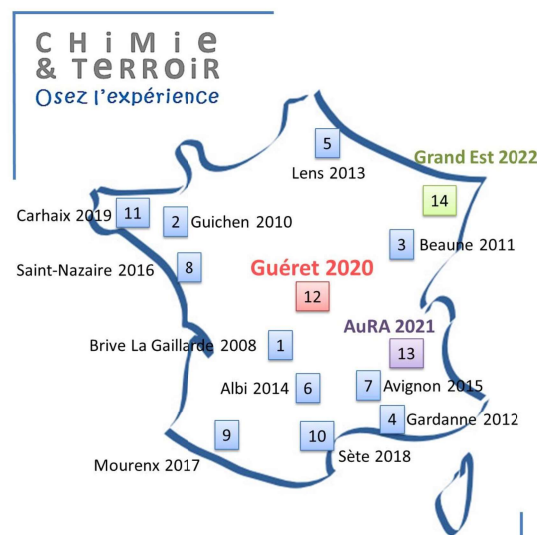 CHiMiE
& TeRROiR
Osez l'expérience
5
Lens 2013
Grand Est 2022
14
Carhaix 2019
11
2
Guichen 2010
3
Beaune 2011
Saint-Nazaire 2016
8
Guéret 2020
12
AuRA 2021
13
Brive La Gaillarde 2008
1
Albi 2014
6
7
Avignon 2015
4
Gardanne 2012
9
Mourenx 2017
10
Sète 2018